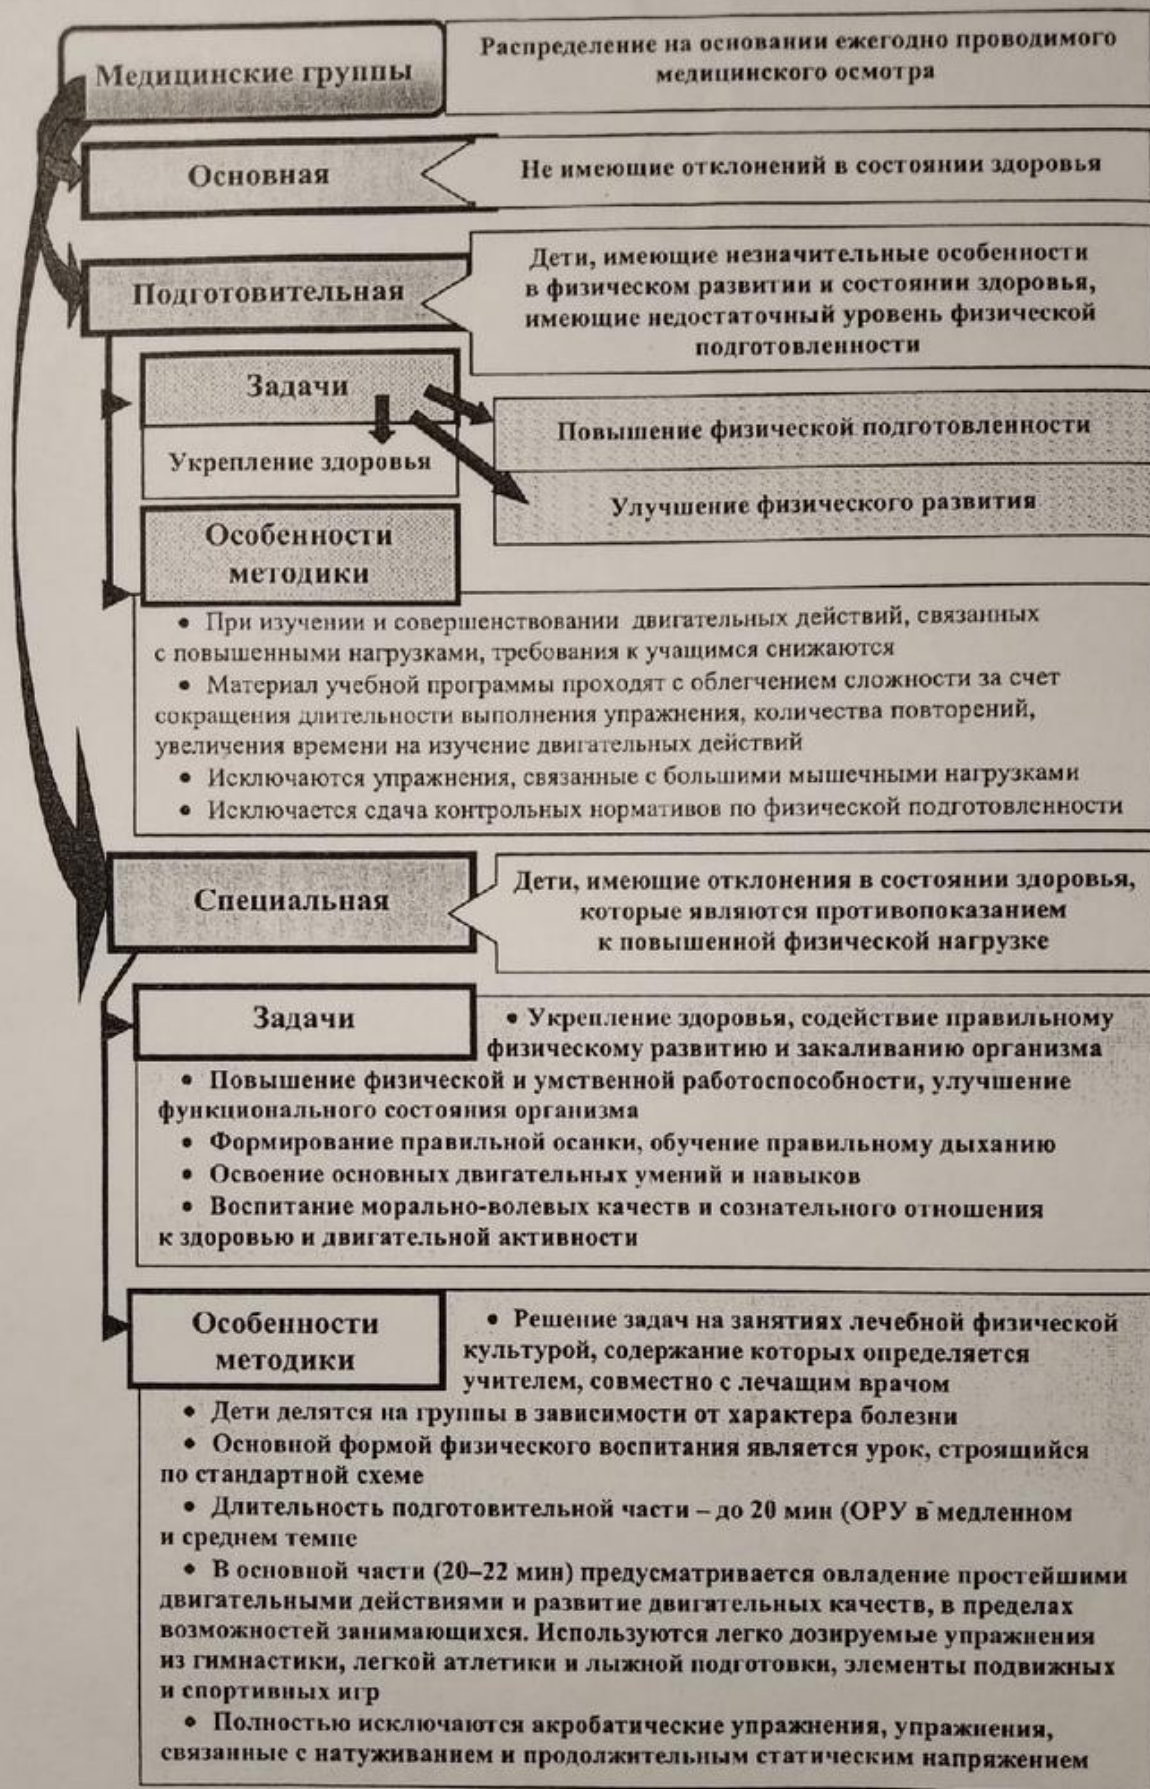 Медицинские группы
Распределение на основании ежегодно проводимого
медицинского осмотра
Основная
Не имеющие отклонений в состоянии здоровья
Подготовительная
Дети, имеющие незначительные особенности
в физическом развитии и состоянии здоровья,
имеющие недостаточный уровень физической
подготовленности
Задачи
Укрепление здоровья
Повышение физической подготовленности
Улучшение физического развития
Особенности
методики
• При изучении и совершенствовании двигательных действий, связанных
с повышенными нагрузками, требования к учащимся снижаются
• Материал учебной программы проходят с облегчением сложности за счет
сокращения длительности выполнения упражнения, количества повторений,
увеличения времени на изучение двигательных действий
• Исключаются упражнения, связанные с большими мышечными нагрузками
• Исключается сдача контрольных нормативов по физической подготовленности
Специальная
Дети, имеющие отклонения в состоянии здоровья,
которые являются противопоказанием
к повышенной физической нагрузке
Задачи
• Укрепление здоровья, содействие правильному
физическому развитию и закаливанию организма
• Повышение физической и умственной работоспособности, улучшение
функционального состояния организма
• Формирование правильной осанки, обучение правильному дыханию
• Освоение основных двигательных умений и навыков
• Воспитание морально-волевых качеств и сознательного отношения
к здоровью и двигательной активности
Особенности
методики
• Решение задач на занятиях лечебной физической
культурой, содержание которых определяется
учителем, совместно с лечащим врачом
• Дети делятся на группы в зависимости от характера болезни
• Основной формой физического воспитания является урок, строящийся
по стандартной схеме
• Длительность подготовительной части – до 20 мин (ОРУ в медленном
и среднем темпе
• В основной части (20–22 мин) предусматривается овладение простейшими
двигательными действиями и развитие двигательных качеств, в пределах
возможностей занимающихся. Используются легко дозируемые упражнения
из гимнастики, легкой атлетики и лыжной подготовки, элементы подвижных
и спортивных игр
• Полностью исключаются акробатические упражнения, упражнения,
связанные с натуживанием и продолжительным статическим напряжением